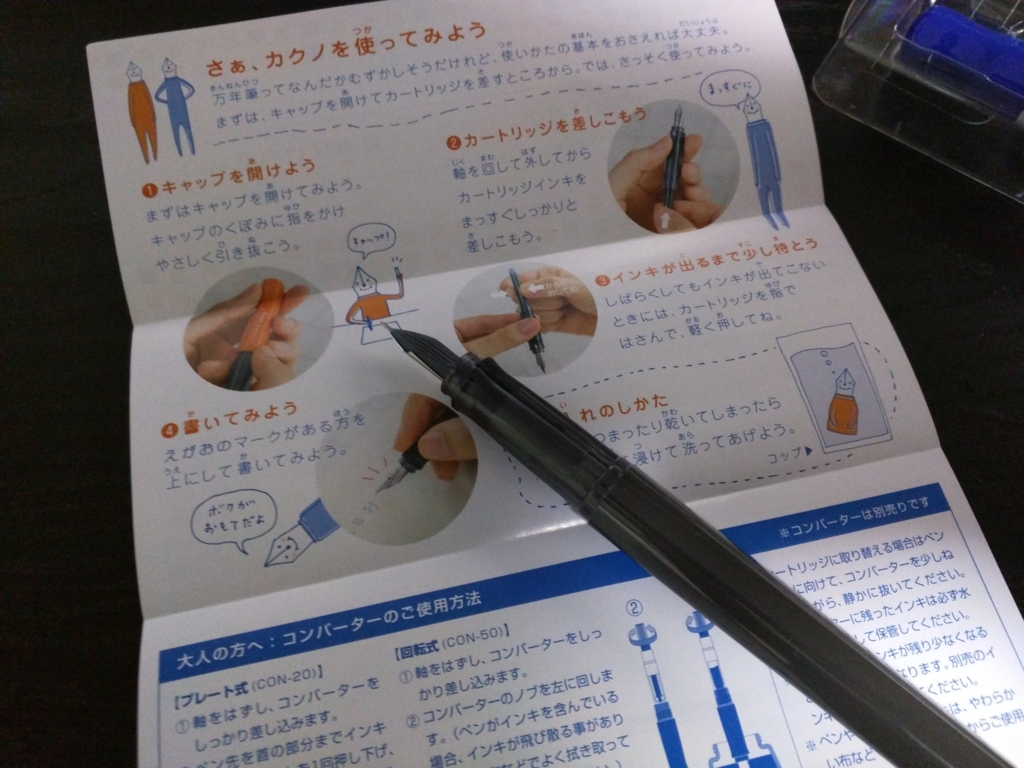 さぁ、カクノを使ってみよう
万年筆ってなんだかむずかしそうだけれど、使いかたの基本をおさえれば大丈夫。
まずは、キャップを開けてカートリッジを差すところから。では、さっそく使ってみよう。
❶キャップを開けよう
まずはキャップを開けてみよう。
キャップのくぼみに指をかけ
やさしく引き抜こう。
キャップオ!
❷カートリッジを差しこもう
軸を回して外してから
カートリッジインキを
まっすぐしっかりと
差しこもう。
まっすぐに
❸インキが出るまで少し待とう
しばらくしてもインキが出てこない
ときには、カートリッジを指で
はさんで、軽く押してね。
❹書いてみよう
えがおのマークがある方を
上にして書いてみよう。
ボクが
おもてだよ
れのしかた
つまったり乾いてしまったら
浸けて洗ってあげよう。
コップ▶
大人の方へ：コンバーターのご使用方法
※コンバーターは別売りです
【プレート式（CON-20）】
①軸をはずし、コンバーターを
しっかり差し込みます。
ペン先を首の部分までインキ
1回押し下げ、
【回転式（CON-50）】
①軸をはずし、コンバーターをしっ
かり差し込みます。
②コンバーターのノブを左に回しま
す。（ペンがインキを含んでいる
場合、インキが飛び散る事があり
などでよく拭き取って
②
ートリッジに取り替える場合はペン
に向けて、コンバーターを少しね
がら、静かに抜いてください。
ターに残ったインキは必ず水
して保管してください。
ンキが残り少なくなる
なります。別売のイ
ください。
は、やわらか
からご使用
※ペンや
い布など